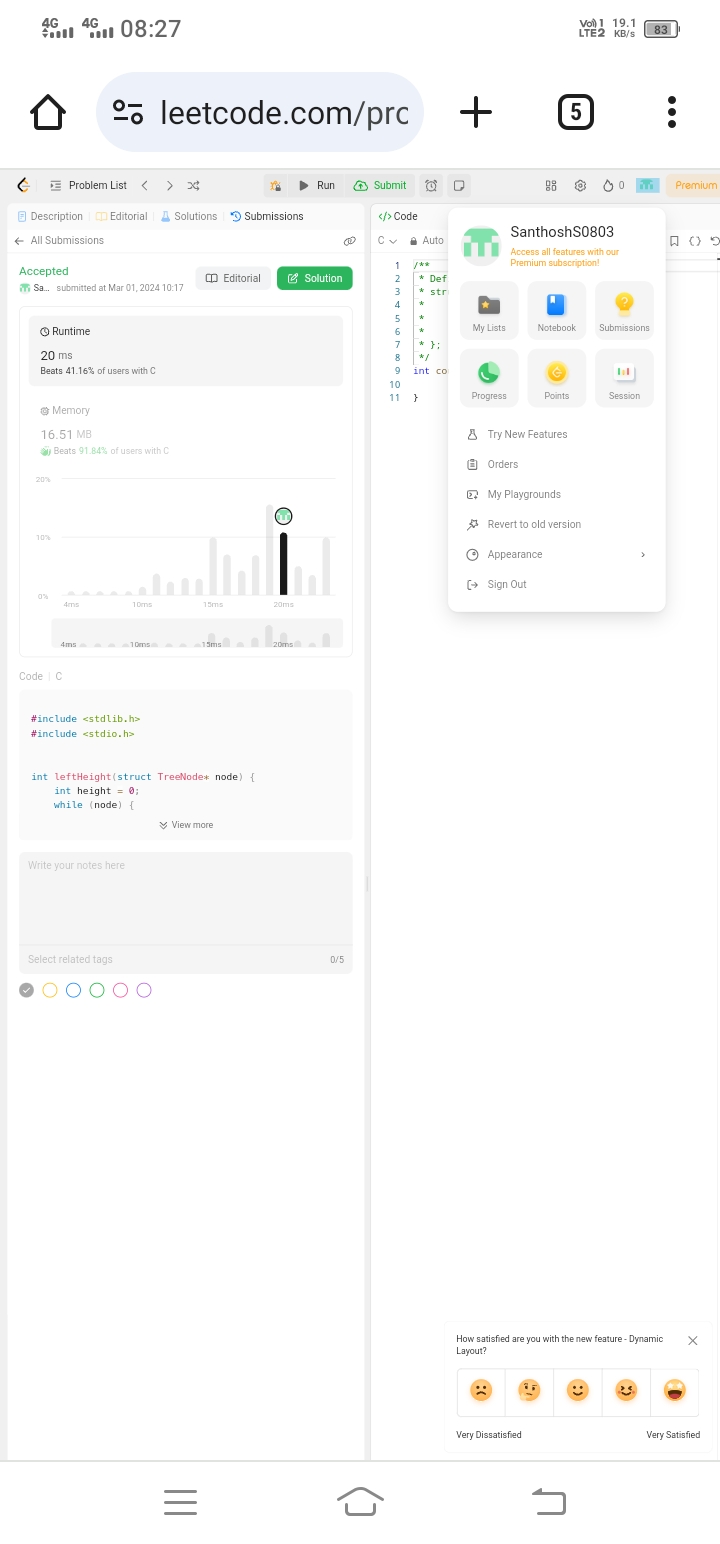 4G 4G 08:27 Vo) 1 LTE2 19.1 KB/s 83
leetcode.com/pro 5
Problem List Run Submit 0 Premium
Description Editorial Solutions Submissions
All Submissions
Accepted
Sa... submitted at Mar 01, 2024 10:17
Editorial Solution
Runtime
20 ms
Beats 41.16% of users with C
Memory
16.51 MB
Beats 91.84% of users with C
20%
10%
0%
4ms 10ms 15ms 20ms
4ms 10ms 15ms 20ms
Code C
#include <stdlib.h>
#include <stdio.h>
int leftHeight(struct TreeNode* node) {
int height = 0;
while (node) {
View more
Write your notes here
Select related tags 0/5
</> Code
C Auto
1 /**
2 * Def
3 * str
4 *
5 *
6 *
7 * };
8 */
9 int co
10
11 }
SanthoshS0803
Access all features with our
Premium subscription!
My Lists Notebook Submissions
Progress Points Session
Try New Features
Orders
My Playgrounds
Revert to old version
Appearance
Sign Out
How satisfied are you with the new feature - Dynamic
Layout?
Very Dissatisfied Very Satisfied